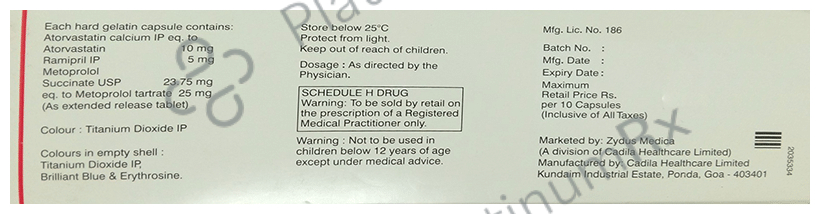 Each hard gelatin capsule contains:
Atorvastatin calcium IP eq. to
Atorvastatin 10 mg
Ramipril IP 5 mg
Metoprolol
Succinate USP 23.75 mg
eq. to Metoprolol tartrate 25 mg
(As extended release tablet)
Colour : Titanium Dioxide IP
Colours in empty shell :
Titanium Dioxide IP,
Brilliant Blue & Erythrosine.
Store below 25°C
Protect from light.
Keep out of reach of children.
Dosage : As directed by the
Physician.
SCHEDULE H DRUG
Warning: To be sold by retail on
the prescription of a Registered
Medical Practitioner only.
Warning : Not to be used in
children below 12 years of age
except under medical advice.
Mfg. Lic. No. 186
Batch No. :
Mfg. Date :
Expiry Date :
Maximum
Retail Price Rs.
per 10 Capsules
(Inclusive of All Taxes)
Marketed by: Zydus Medica
(A division of Cadila Healthcare Limited)
Manufactured by: Cadila Healthcare Limited
Kundaim Industrial Estate, Ponda, Goa - 403401
2035334
PlatinumRx